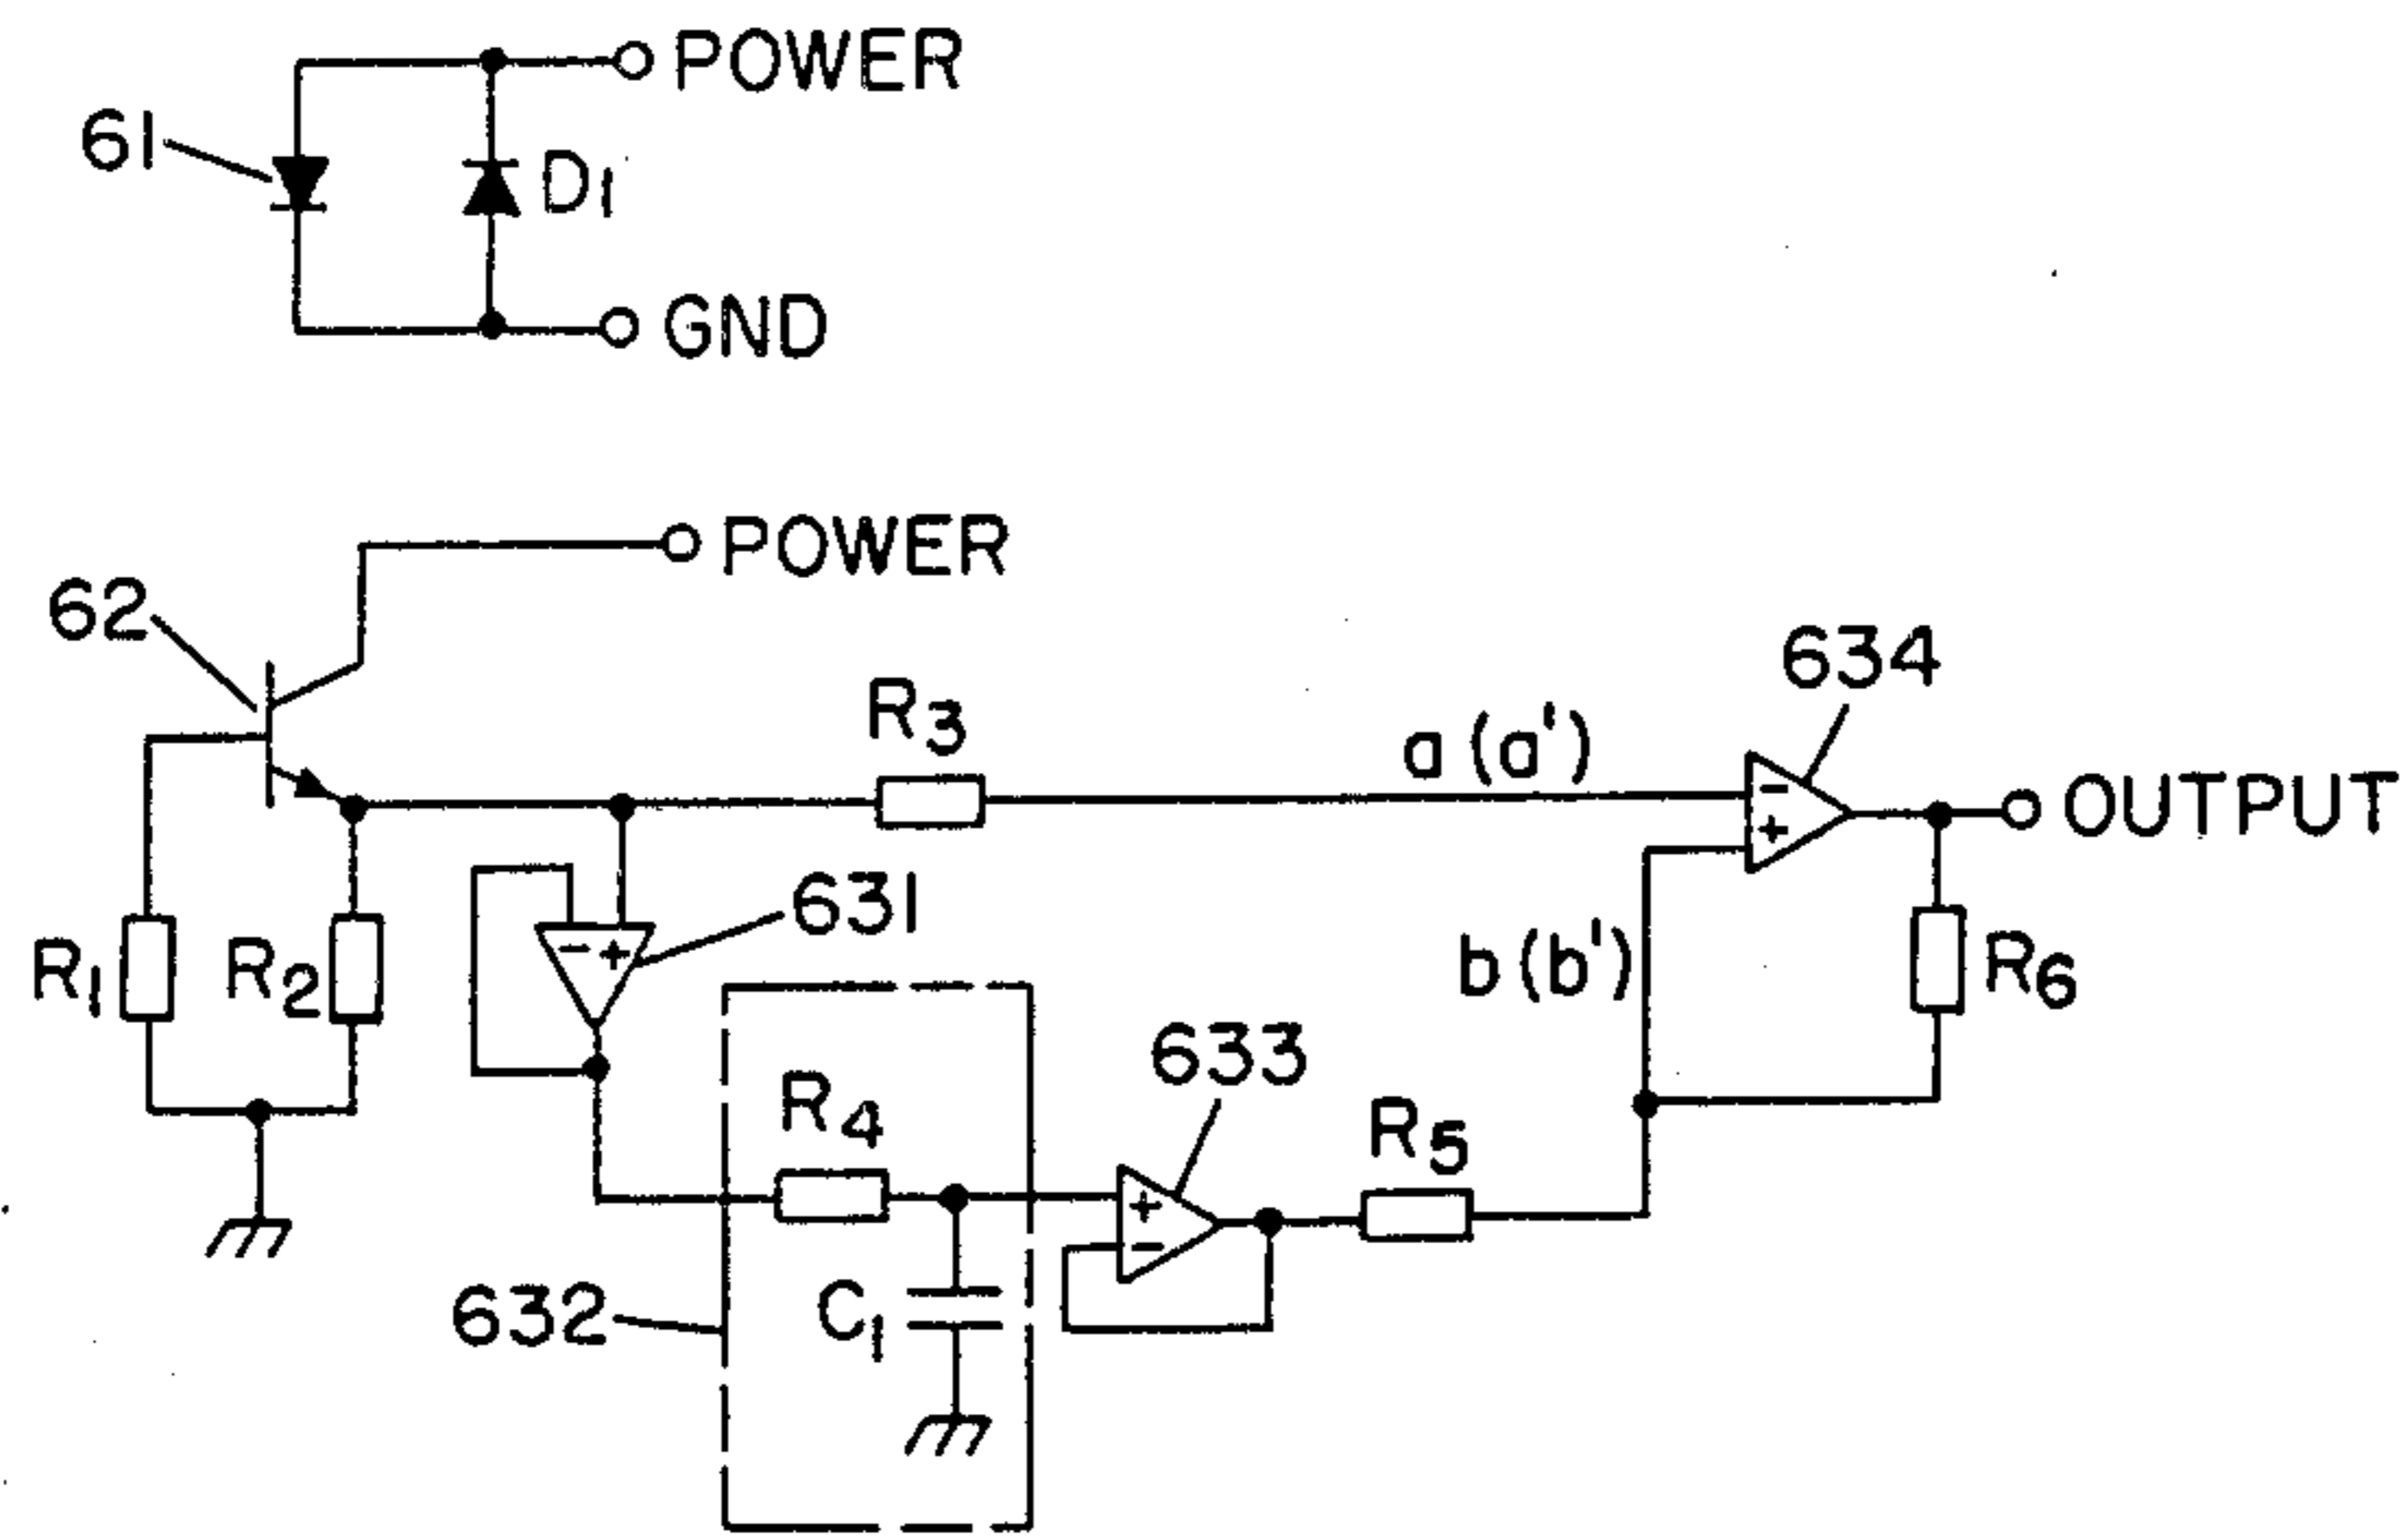 POWER
61
D1
GND
POWER
62
634
R3
a (a')
OUTPUT
631
R1
R2
b (b')
R6
633
R4
R5
632
C1
- +
+ -
- +